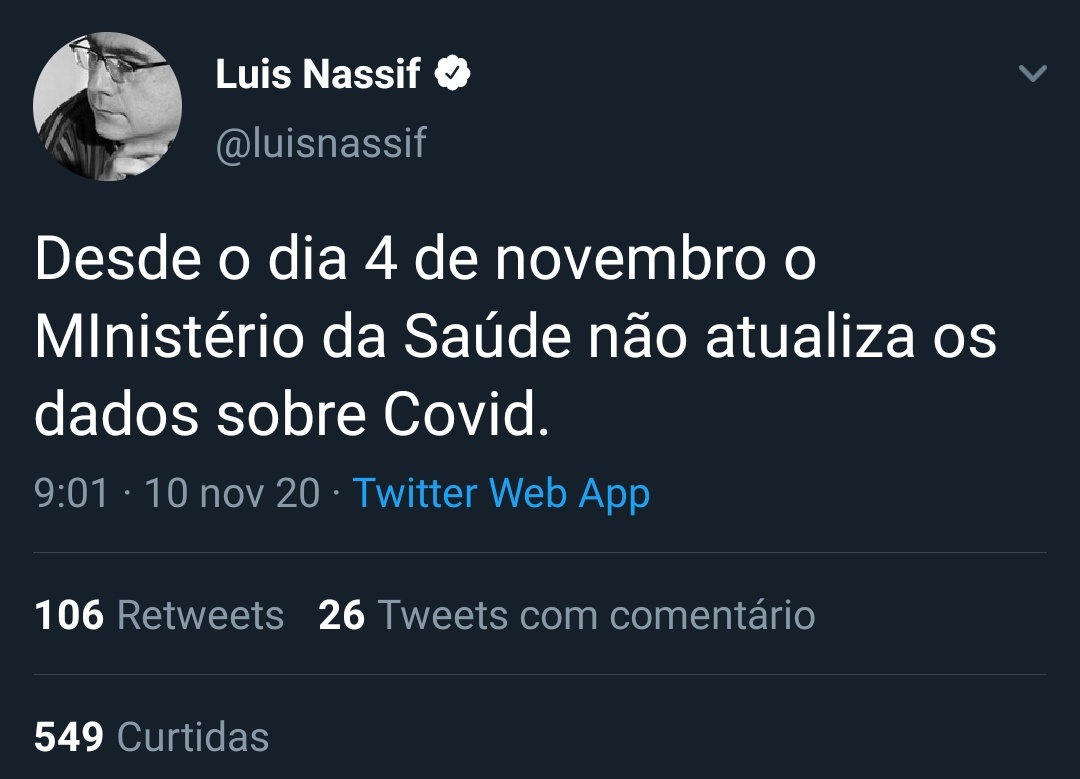 Luis Nassif
@luisnassif
Desde o dia 4 de novembro o
MInistério da Saúde não atualiza os
dados sobre Covid.
9:01 · 10 nov 20 · Twitter Web App
106 Retweets 26 Tweets com comentário
549 Curtidas